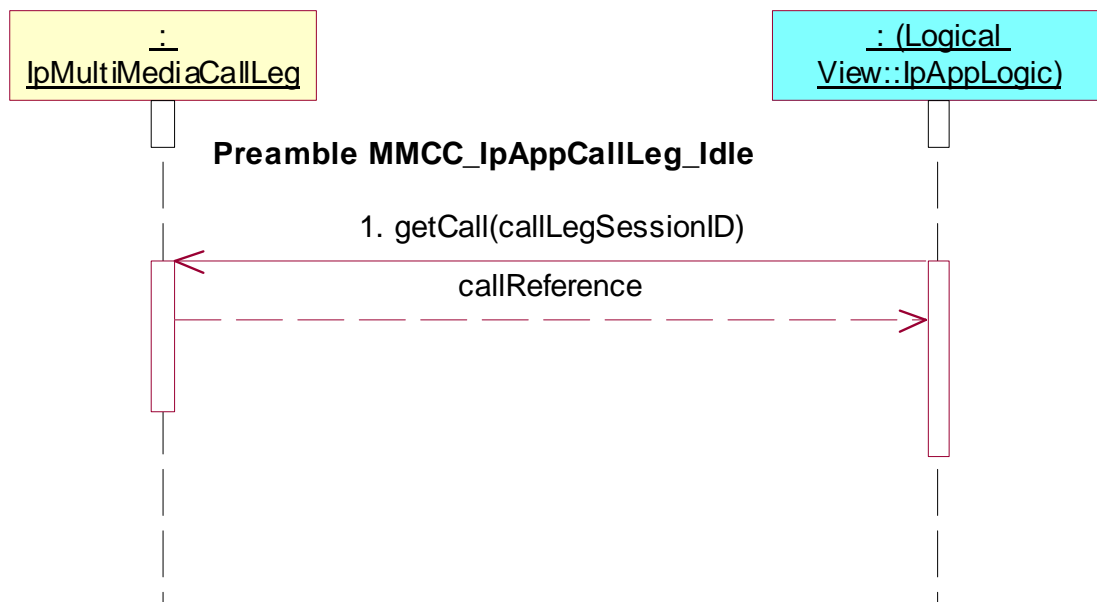 :
IpMultiMediaCallLeg
: (Logical
View::IpAppLogic)
Preamble MMCC_IpAppCallLeg_Idle
1. getCall(callLegSessionID)
callReference